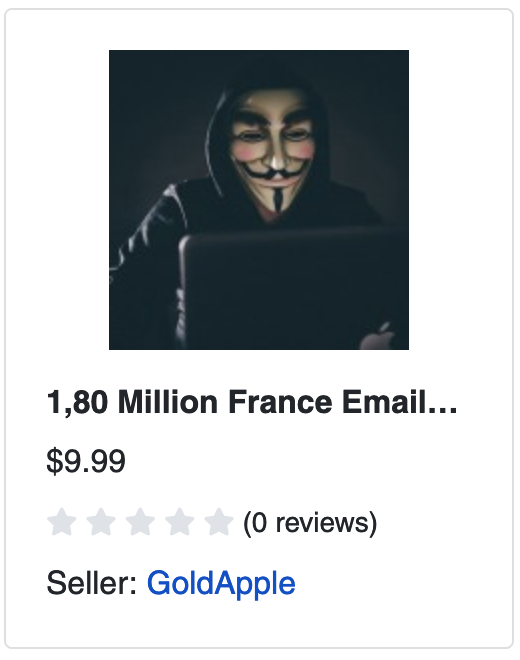 1,80 Million France Email...
$9.99
(0 reviews)
Seller: GoldApple